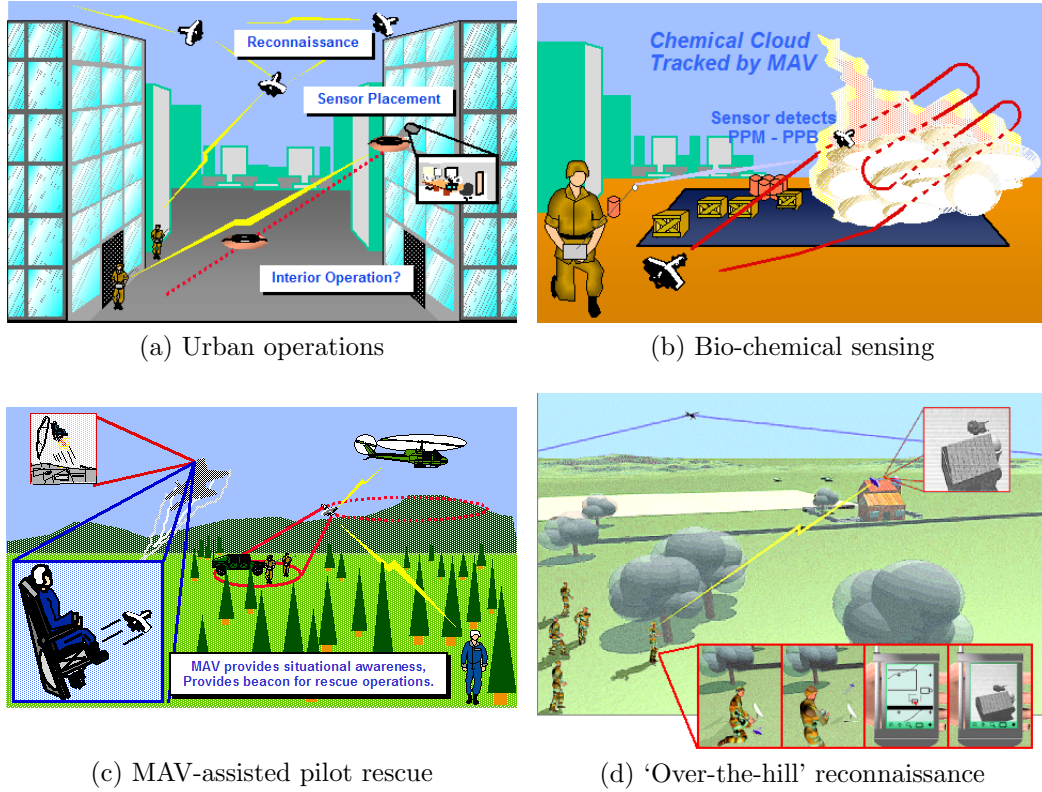 Reconnaissance
Sensor Placement
Interior Operation?
(a) Urban operations
Chemical Cloud
Tracked by MAV
Sensor detects
PPM - PPB
(b) Bio-chemical sensing
MAV provides situational awareness,
Provides beacon for rescue operations.
(c) MAV-assisted pilot rescue
(d) ‘Over-the-hill’ reconnaissance